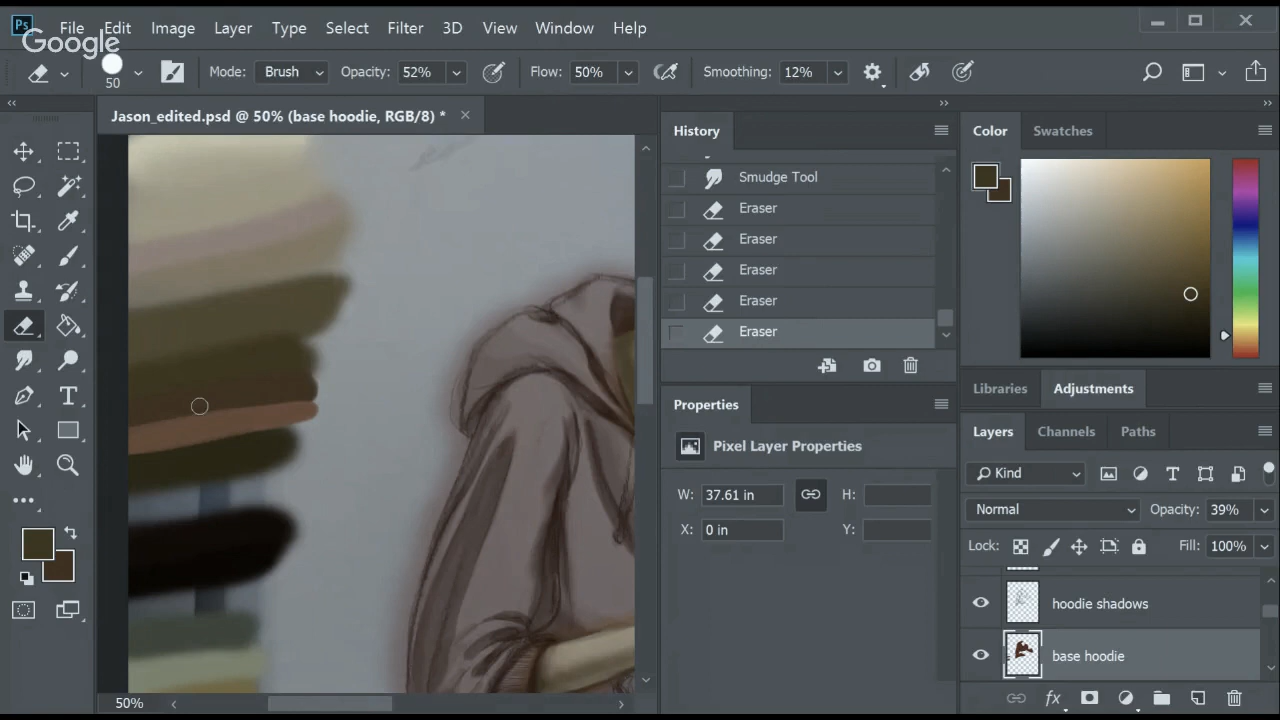 Ps File Edit Image Layer Type Select Filter 3D View Window Help
Google
50 Mode: Brush Opacity: 52% Flow: 50% Smoothing: 12%
Jason_edited.psd @ 50% (base hoodie, RGB/8) *
History
Smudge Tool
Eraser
Eraser
Eraser
Eraser
Eraser
Properties
Pixel Layer Properties
W: 37.61 in H:
X: 0 in Y:
Color Swatches
Libraries Adjustments
Layers Channels Paths
Kind
Normal Opacity: 39%
Lock: Fill: 100%
hoodie shadows
base hoodie
fx
50%